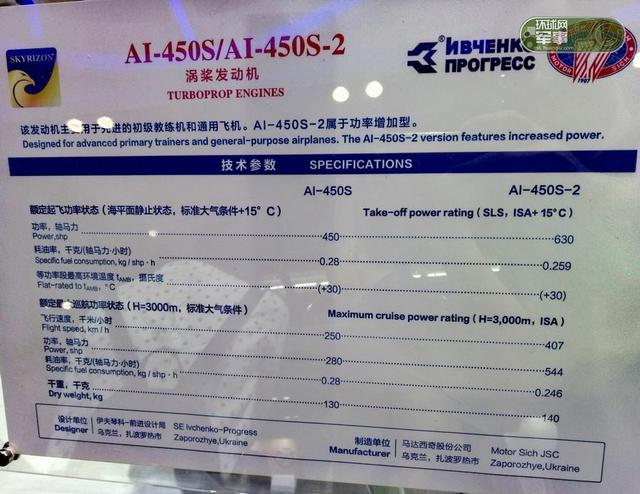 SKYRIZON
AI-450S/AI-450S-2
涡桨发动机
TURBOPROP ENGINES
ИВЧЕНКО
ПРОГРЕСС
环球网
军事
MOTOR SICH
1907
该发动机主要用于先进的初级教练机和通用飞机。AI-450S-2属于功率增加型。
Designed for advanced primary trainers and general-purpose airplanes. The AI-450S-2 version features increased power.
技术参数 SPECIFICATIONS
AI-450S AI-450S-2
额定起飞功率状态（海平面静止状态，标准大气条件+15°C） Take-off power rating (SLS, ISA+ 15°C)
功率，轴马力
Power,shp 450 630
耗油率，千克/(轴马力·小时)
Specific fuel consumption, kg / shp · h 0.28 0.259
等功率段最高环境温度 tAMB，摄氏度
Flat-rated to tAMB, °C (+30) (+30)
额定最大巡航功率状态（H=3000m，标准大气条件） Maximum cruise power rating (H=3,000m, ISA)
飞行速度，千米/小时
Flight speed, km / h 250 407
功率，轴马力
Power, shp 280 544
耗油率，千克/(轴马力·小时)
Specific fuel consumption, kg / shp · h 0.28 0.246
干重，千克
Dry weight, kg 130 140
设计单位 伊夫琴科-前进设计局 SE Ivchenko-Progress
Designer 乌克兰，扎波罗热市 Zaporozhye,Ukraine
制造单位 马达西奇股份公司 Motor Sich JSC
Manufacturer 乌克兰，扎波罗热市 Zaporozhye,Ukraine